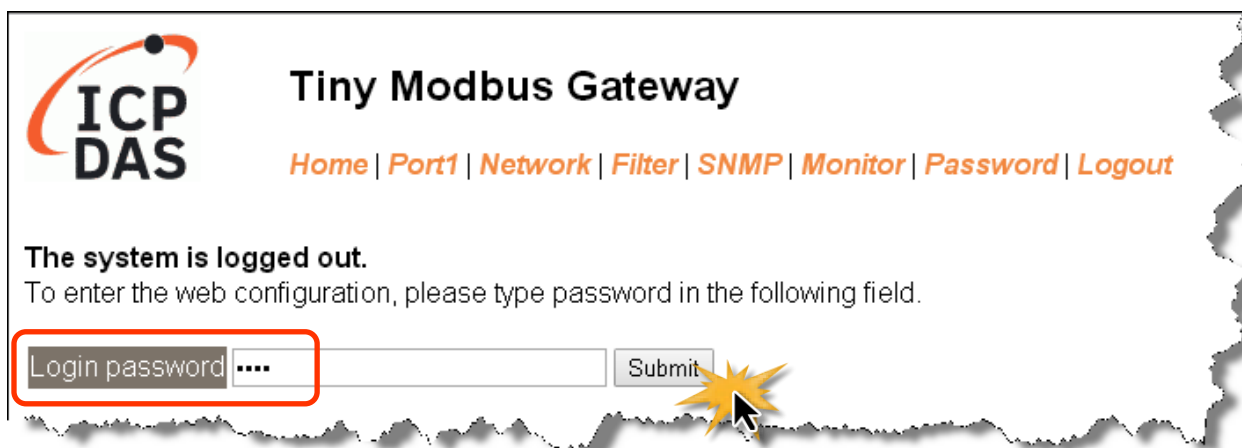 ICP
DAS
Tiny Modbus Gateway
Home | Port1 | Network | Filter | SNMP | Monitor | Password | Logout
The system is logged out.
To enter the web configuration, please type password in the following field.
Login password •••• Submit